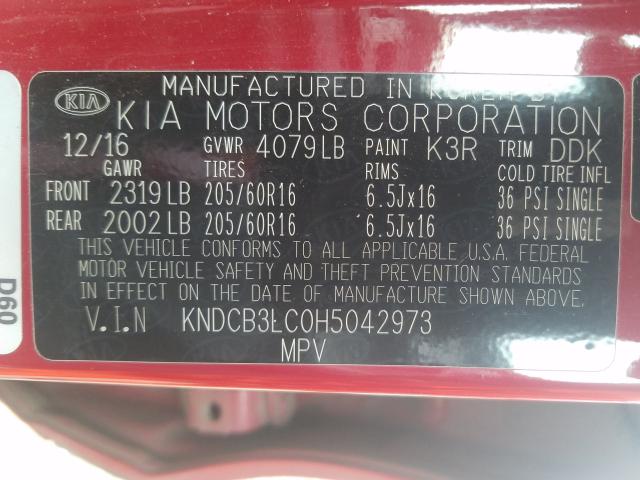 MANUFACTURED IN KOREA BY
KIA KIA MOTORS CORPORATION
12/16 GVWR 4079LB PAINT K3R TRIM DDK
GAWR TIRES RIMS COLD TIRE INFL
FRONT 2319LB 205/60R16 6.5Jx16 36 PSI SINGLE
REAR 2002LB 205/60R16 6.5Jx16 36 PSI SINGLE
THIS VEHICLE CONFORMS TO ALL APPLICABLE U.S.A. FEDERAL
MOTOR VEHICLE SAFETY AND THEFT PREVENTION STANDARDS
IN EFFECT ON THE DATE OF MANUFACTURE SHOWN ABOVE.
V.I.N KNDCB3LC0H5042973
MPV
D60